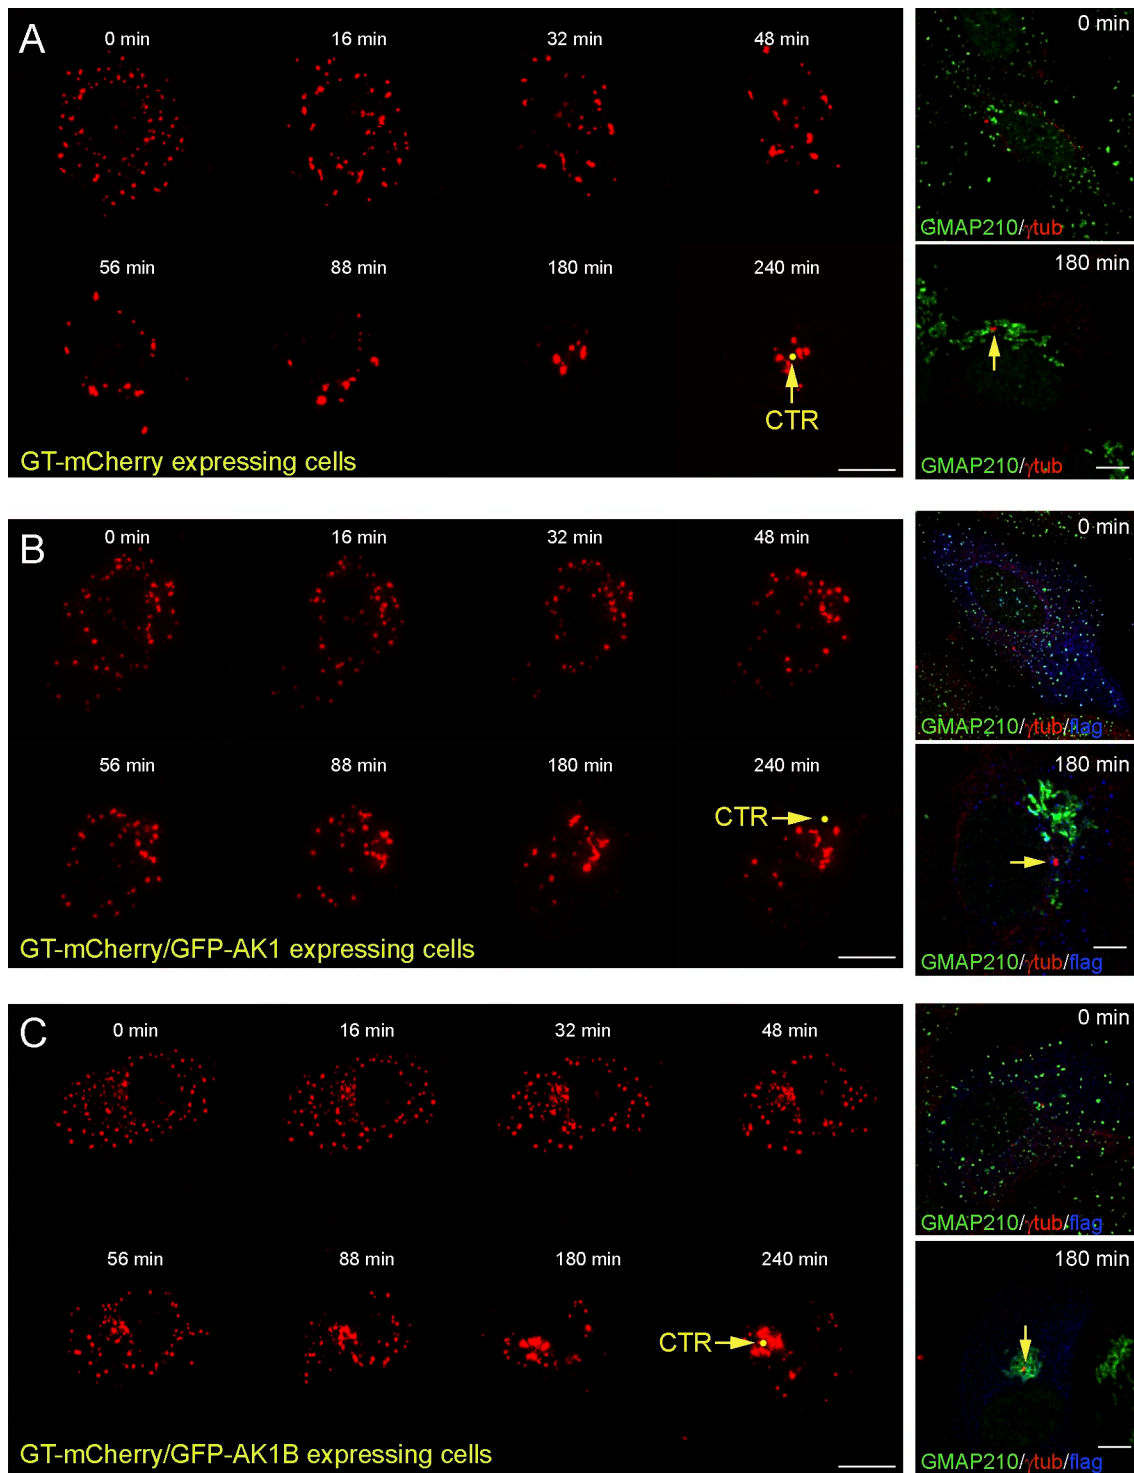 A
0 min
16 min
32 min
48 min
56 min
88 min
180 min
240 min
CTR
GT-mCherry expressing cells
0 min
GMAP210/γtub
180 min
GMAP210/γtub
B
0 min
16 min
32 min
48 min
56 min
88 min
180 min
240 min
CTR
GT-mCherry/GFP-AK1 expressing cells
0 min
GMAP210/γtub/flag
180 min
GMAP210/γtub/flag
C
0 min
16 min
32 min
48 min
56 min
88 min
180 min
240 min
CTR
GT-mCherry/GFP-AK1B expressing cells
0 min
GMAP210/γtub/flag
180 min
GMAP210/γtub/flag